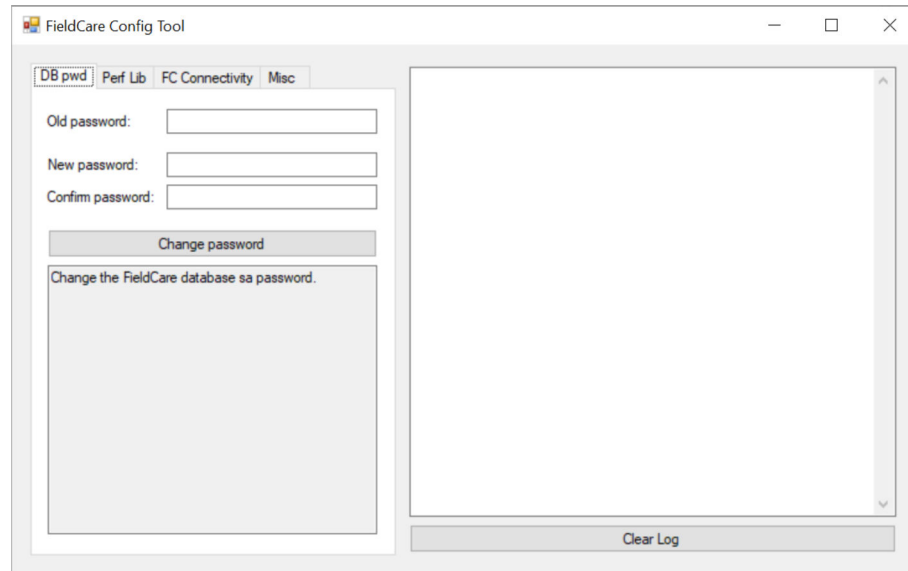 FieldCare Config Tool
DB pwd Perf Lib FC Connectivity Misc
Old password:
New password:
Confirm password:
Change password
Change the FieldCare database sa password.
Clear Log